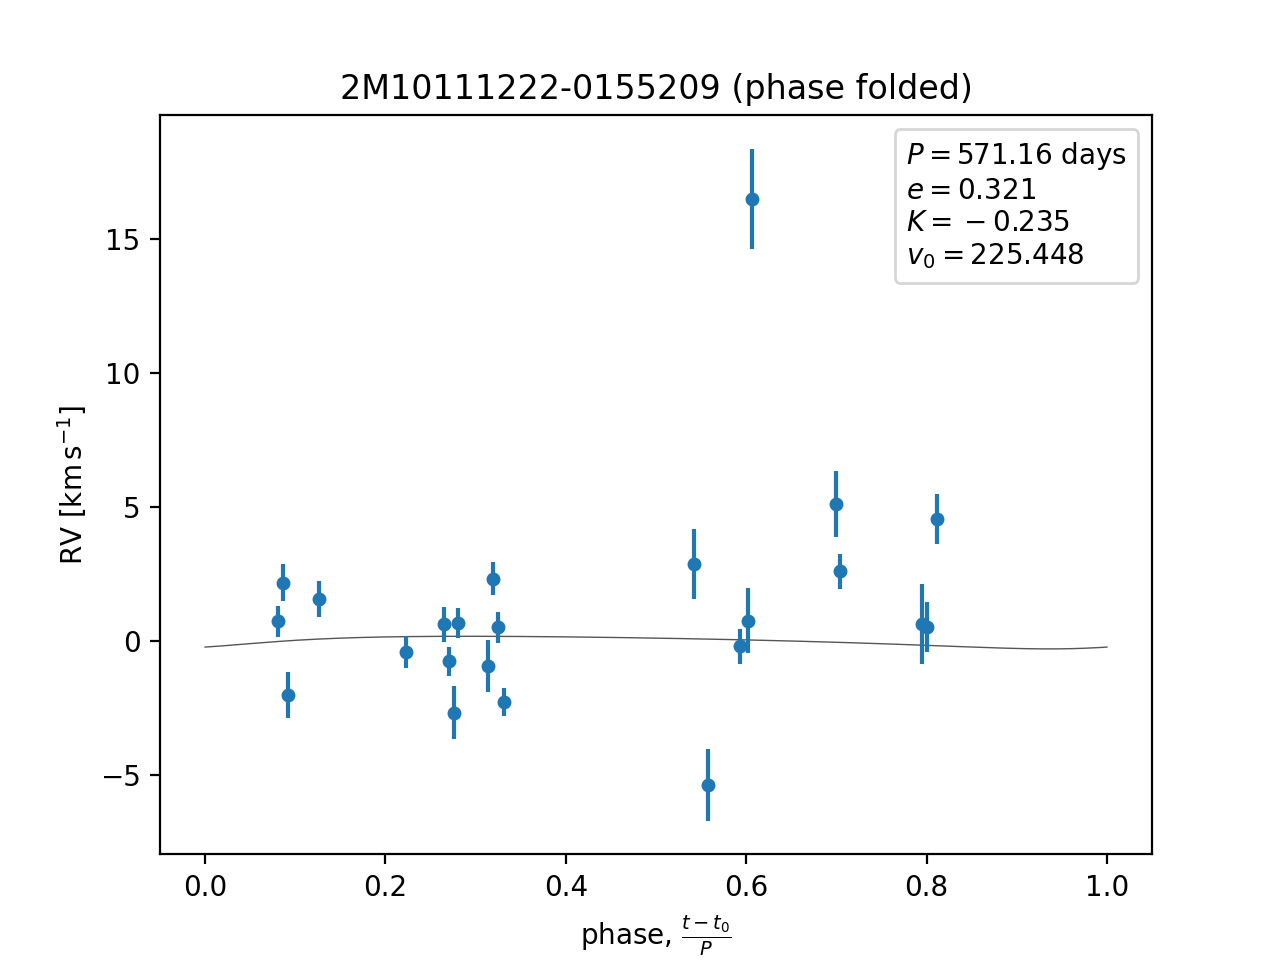 2M10111222-0155209 (phase folded)
P = 571.16 days
e = 0.321
K = −0.235
v₀ = 225.448
RV [km s⁻¹]
15
10
5
0
−5
0.0 0.2 0.4 0.6 0.8 1.0
phase, (t − t₀)/P